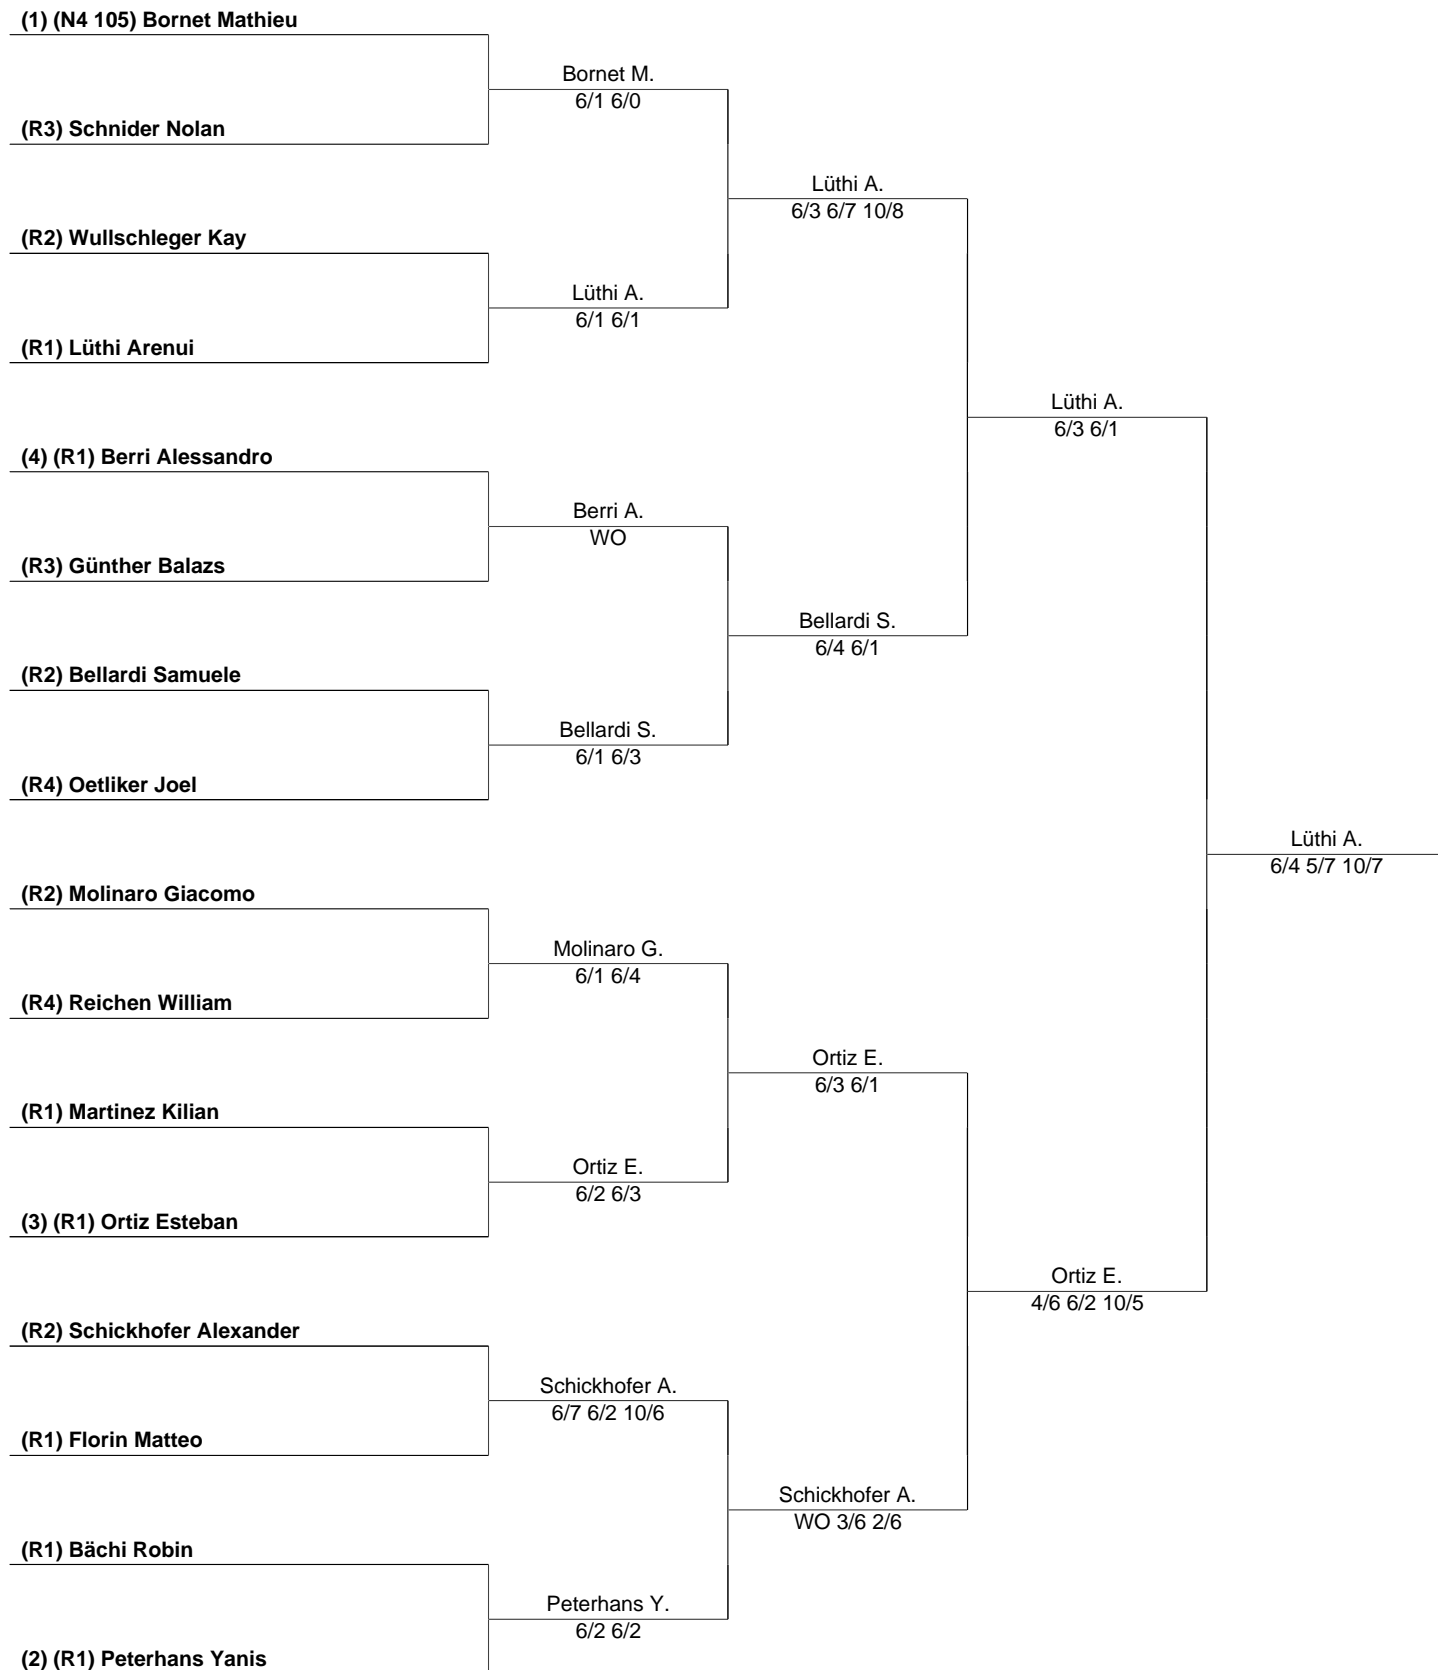 (1) (N4 105) Bornet Mathieu
Bornet M.
6/1 6/0
(R3) Schnider Nolan
Lüthi A.
6/3 6/7 10/8
(R2) Wullschleger Kay
Lüthi A.
6/1 6/1
(R1) Lüthi Arenui
Lüthi A.
6/3 6/1
(4) (R1) Berri Alessandro
Berri A.
WO
(R3) Günther Balazs
Bellardi S.
6/4 6/1
(R2) Bellardi Samuele
Bellardi S.
6/1 6/3
(R4) Oetliker Joel
Lüthi A.
6/4 5/7 10/7
(R2) Molinaro Giacomo
Molinaro G.
6/1 6/4
(R4) Reichen William
Ortiz E.
6/3 6/1
(R1) Martinez Kilian
Ortiz E.
6/2 6/3
(3) (R1) Ortiz Esteban
Ortiz E.
4/6 6/2 10/5
(R2) Schickhofer Alexander
Schickhofer A.
6/7 6/2 10/6
(R1) Florin Matteo
Schickhofer A.
WO 3/6 2/6
(R1) Bächi Robin
Peterhans Y.
6/2 6/2
(2) (R1) Peterhans Yanis